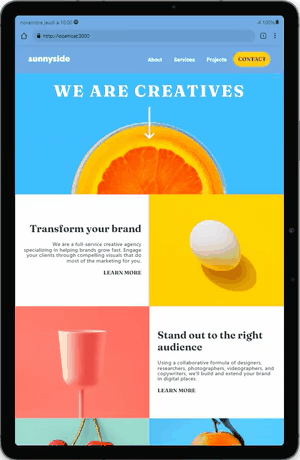 novembre jeudi à 10:00
100%
http://localhost:3000
sunnyside
About Services Projects CONTACT
WE ARE CREATIVES
Transform your brand
We are a full-service creative agency
specializing in helping brands grow fast. Engage
your clients through compelling visuals that do
most of the marketing for you.
LEARN MORE
Stand out to the right
audience
Using a collaborative formula of designers,
researchers, photographers, videographers, and
copywriters, we'll build and extend your brand
in digital places
LEARN MORE